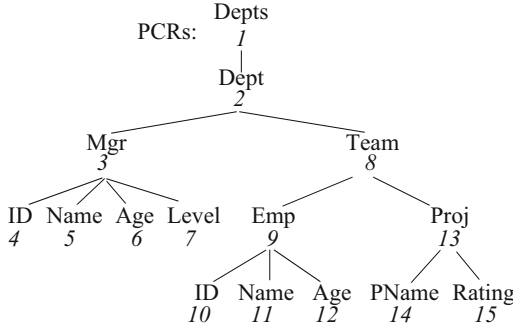 Depts
PCRs:
1
Dept
2
Mgr Team
3 8
ID Name Age Level Emp Proj
4 5 6 7 9 13
ID Name Age PName Rating
10 11 12 14 15